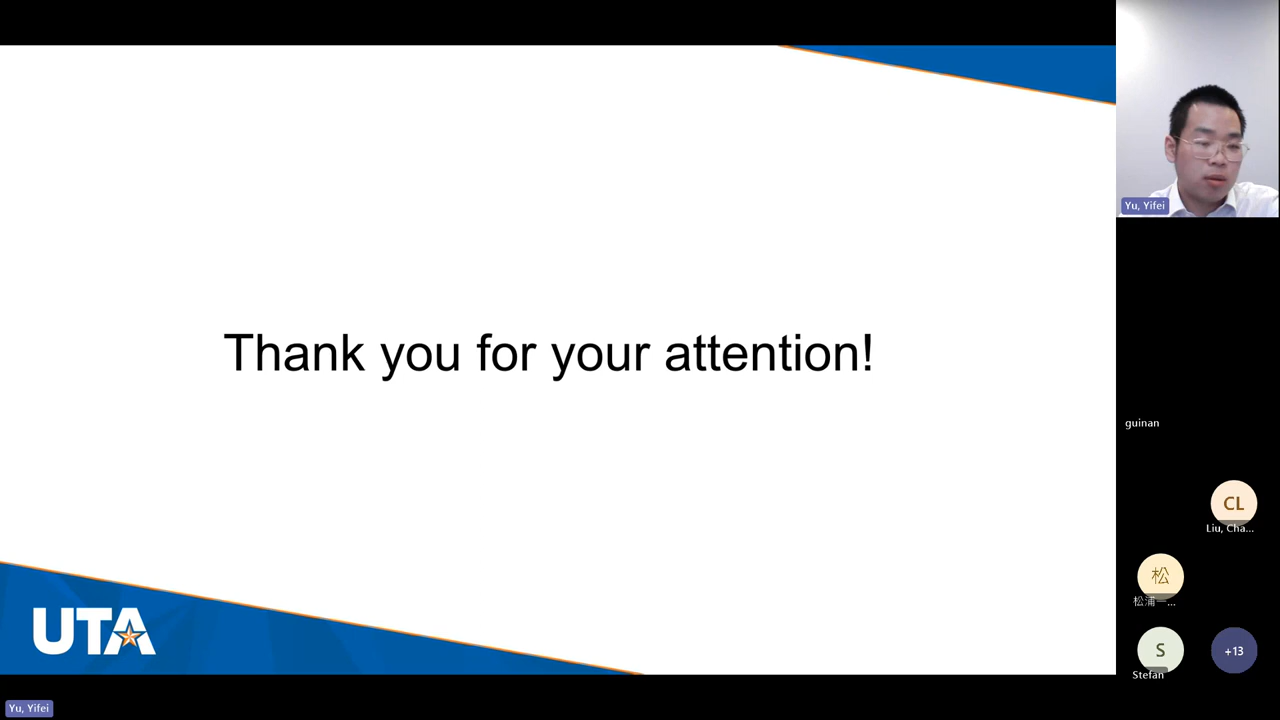 Thank you for your attention!
UTA
Yu, Yifei
Yu, Yifei
guinan
CL
Liu, Cha...
松
松浦一...
S
Stefan
+13